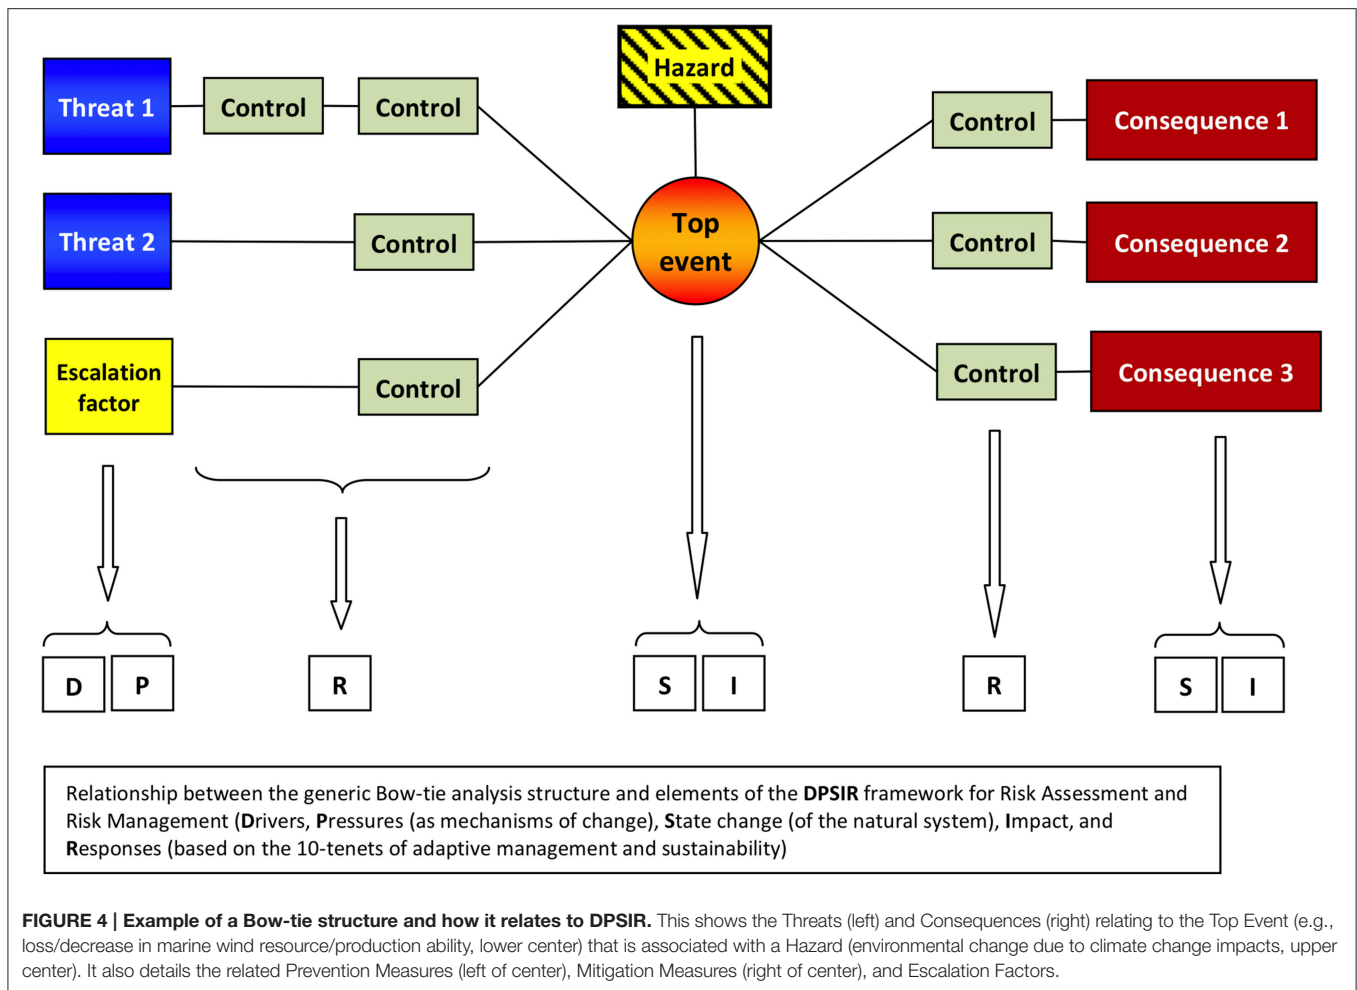 Hazard
Threat 1
Control
Control
Control
Consequence 1
Threat 2
Control
Top
event
Control
Consequence 2
Escalation
factor
Control
Control
Consequence 3
D
P
R
S
I
R
S
I
Relationship between the generic Bow-tie analysis structure and elements of the DPSIR framework for Risk Assessment and
Risk Management (Drivers, Pressures (as mechanisms of change), State change (of the natural system), Impact, and
Responses (based on the 10-tenets of adaptive management and sustainability)
FIGURE 4 | Example of a Bow-tie structure and how it relates to DPSIR. This shows the Threats (left) and Consequences (right) relating to the Top Event (e.g.,
loss/decrease in marine wind resource/production ability, lower center) that is associated with a Hazard (environmental change due to climate change impacts, upper
center). It also details the related Prevention Measures (left of center), Mitigation Measures (right of center), and Escalation Factors.